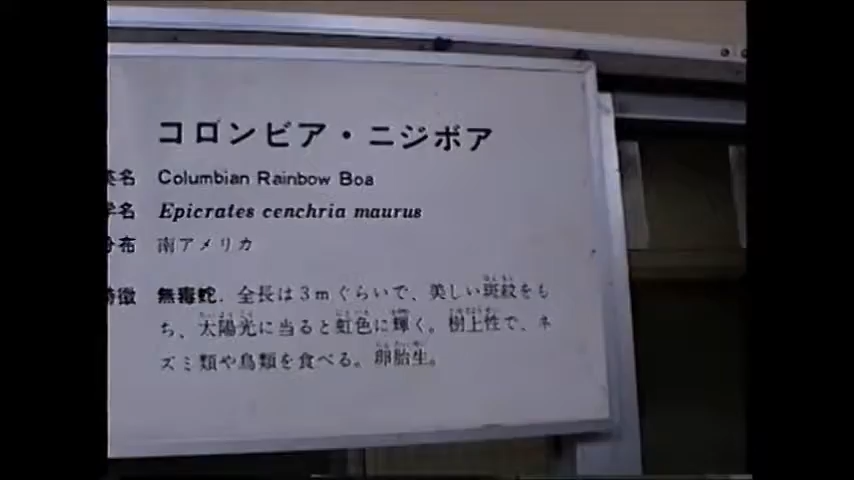 コロンビア・ニジボア
英名 Columbian Rainbow Boa
学名 Epicrates cenchria maurus
分布 南アメリカ
特徴 無毒蛇．全長は3mぐらいで、美しい斑紋をも
ち、太陽光に当ると虹色に輝く。樹上性で、ネ
ズミ類や鳥類を食べる。卵胎生。